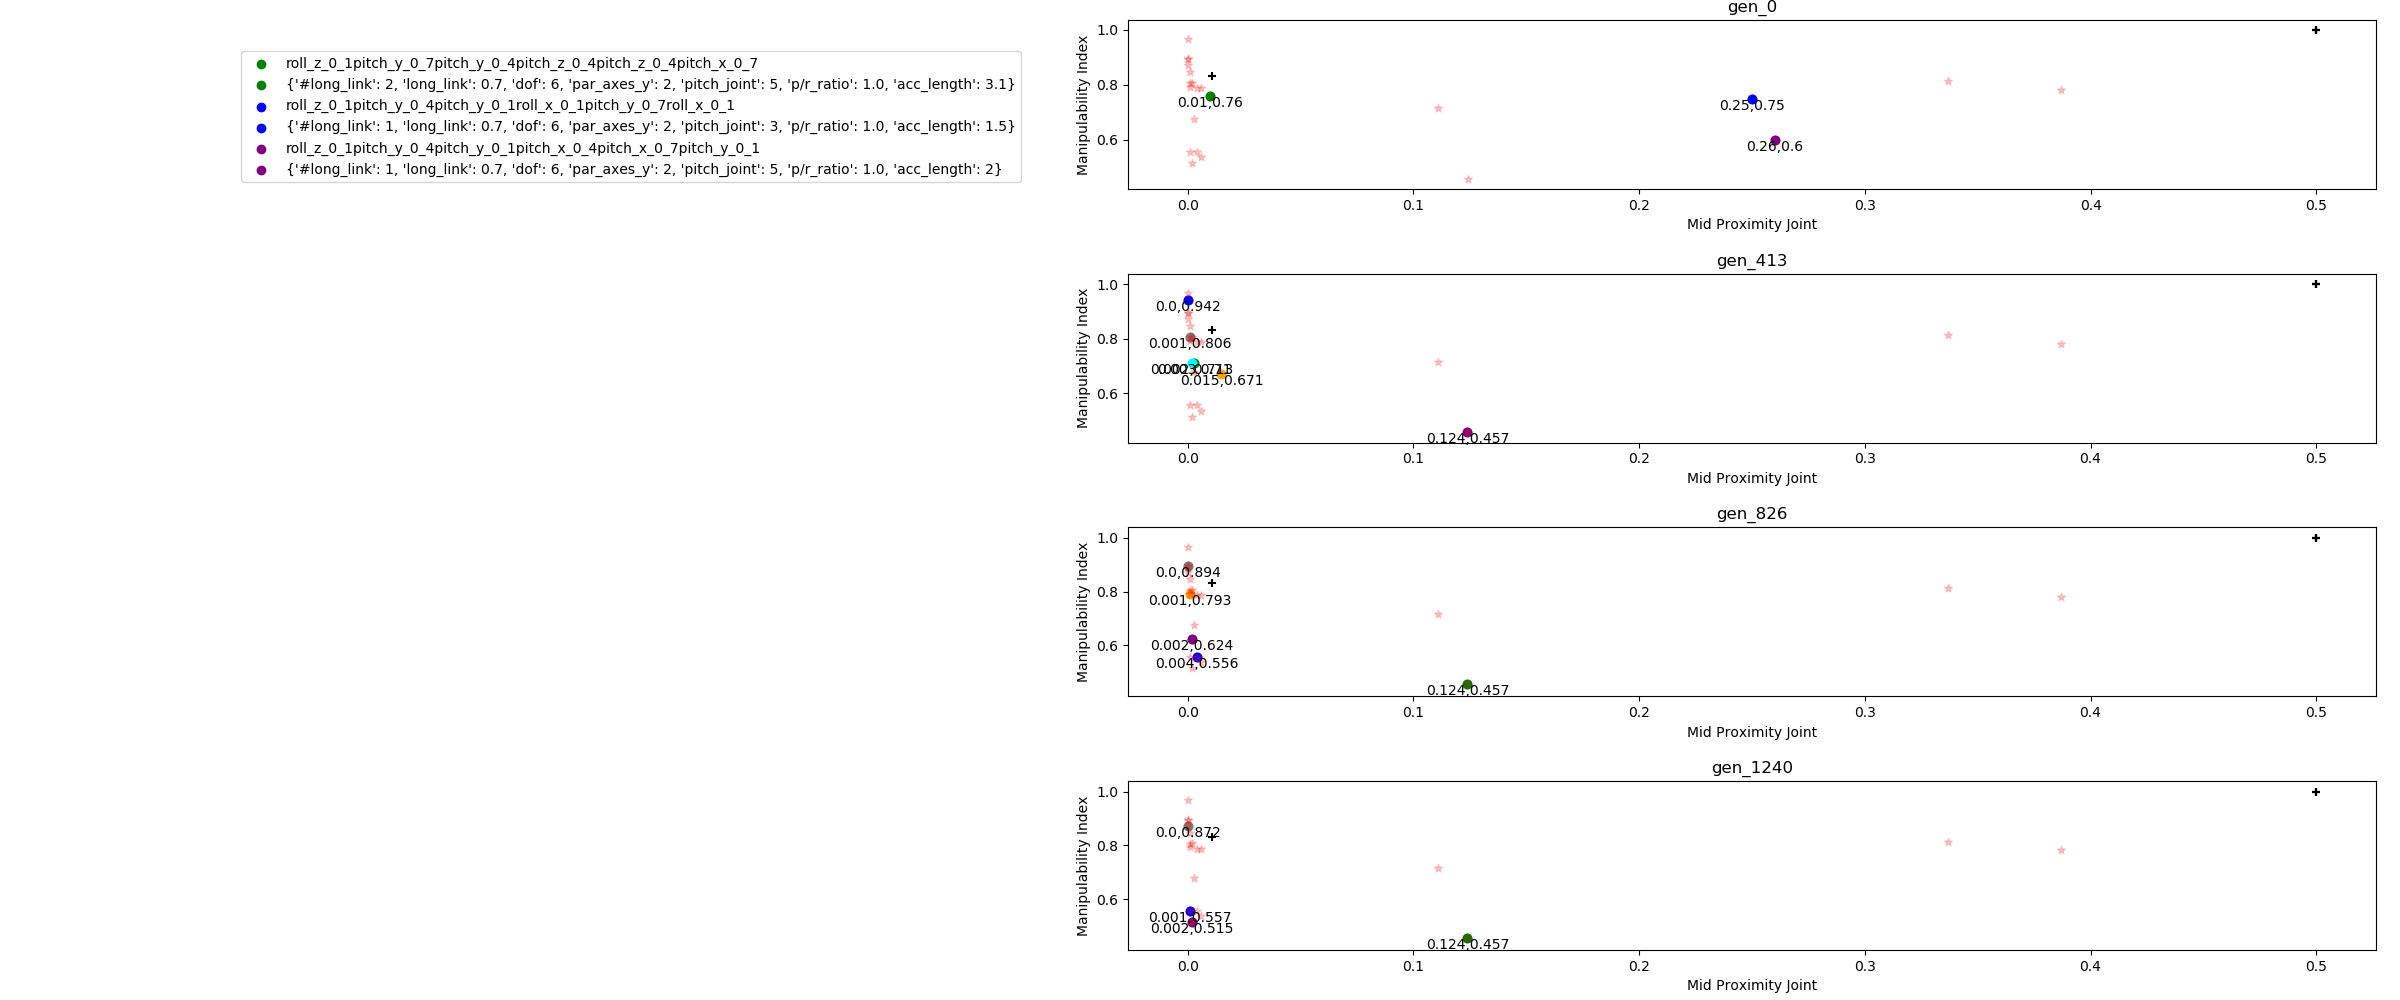 roll_z_0_1pitch_y_0_7pitch_y_0_4pitch_z_0_4pitch_z_0_4pitch_x_0_7
{'#long_link': 2, 'long_link': 0.7, 'dof': 6, 'par_axes_y': 2, 'pitch_joint': 5, 'p/r_ratio': 1.0, 'acc_length': 3.1}
roll_z_0_1pitch_y_0_4pitch_y_0_1roll_x_0_1pitch_y_0_7roll_x_0_1
{'#long_link': 1, 'long_link': 0.7, 'dof': 6, 'par_axes_y': 2, 'pitch_joint': 3, 'p/r_ratio': 1.0, 'acc_length': 1.5}
roll_z_0_1pitch_y_0_4pitch_y_0_1pitch_x_0_4pitch_x_0_7pitch_y_0_1
{'#long_link': 1, 'long_link': 0.7, 'dof': 6, 'par_axes_y': 2, 'pitch_joint': 5, 'p/r_ratio': 1.0, 'acc_length': 2}
gen_0
Manipulability Index
1.0
0.8
0.6
0.01,0.76
0.25,0.75
0.26,0.6
0.0 0.1 0.2 0.3 0.4 0.5
Mid Proximity Joint
gen_413
Manipulability Index
1.0
0.8
0.6
0.0,0.942
0.001,0.806
0.015,0.671
0.124,0.457
0.0 0.1 0.2 0.3 0.4 0.5
Mid Proximity Joint
gen_826
Manipulability Index
1.0
0.8
0.6
0.0,0.894
0.001,0.793
0.002,0.624
0.004,0.556
0.124,0.457
0.0 0.1 0.2 0.3 0.4 0.5
Mid Proximity Joint
gen_1240
Manipulability Index
1.0
0.8
0.6
0.0,0.872
0.001,0.557
0.002,0.515
0.124,0.457
0.0 0.1 0.2 0.3 0.4 0.5
Mid Proximity Joint